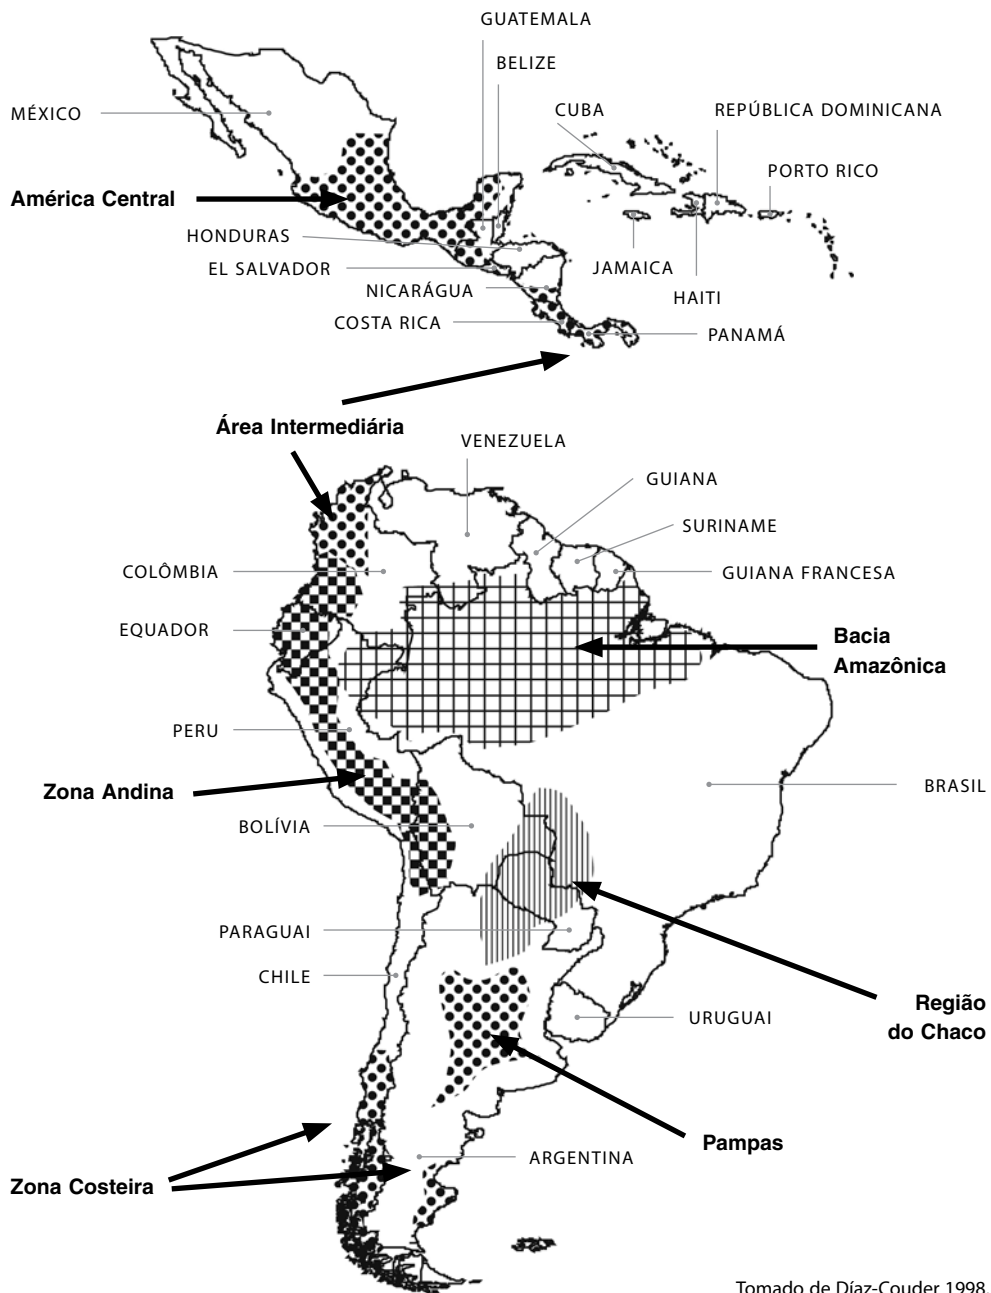 GUATEMALA
BELIZE
CUBA
REPÚBLICA DOMINICANA
MÉXICO
PORTO RICO
América Central
HONDURAS
EL SALVADOR
JAMAICA
NICARÁGUA
HAITI
COSTA RICA
PANAMÁ
Área Intermediária
VENEZUELA
GUIANA
SURINAME
COLÔMBIA
GUIANA FRANCESA
EQUADOR
Bacia
Amazônica
PERU
Zona Andina
BRASIL
BOLÍVIA
PARAGUAI
CHILE
Região
do Chaco
URUGUAI
Pampas
ARGENTINA
Zona Costeira
Tomado de Díaz-Couder 1998.